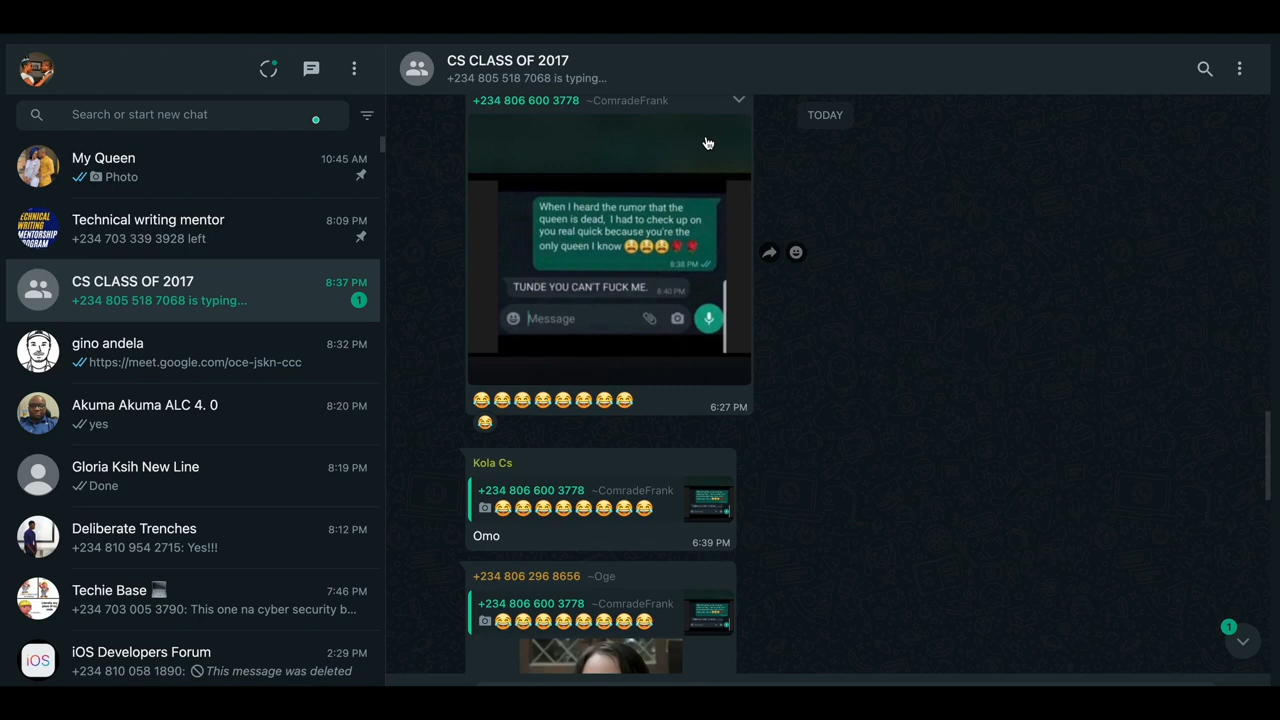 Search or start new chat
My Queen
10:45 AM
Photo
TECHNICAL
WRITING
MENTORSHIP
PROGRAM
Technical writing mentor
8:09 PM
+234 703 339 3928 left
CS CLASS OF 2017
8:37 PM
+234 805 518 7068 is typing...
1
gino andela
8:32 PM
https://meet.google.com/oce-jskn-ccc
Akuma Akuma ALC 4. 0
8:20 PM
yes
Gloria Ksih New Line
8:19 PM
Done
Deliberate Trenches
8:12 PM
+234 810 954 2715: Yes!!!
Techie Base
7:46 PM
+234 703 005 3790: This one na cyber security b...
iOS
iOS Developers Forum
2:29 PM
+234 810 058 1890: This message was deleted
CS CLASS OF 2017
+234 805 518 7068 is typing...
TODAY
+234 806 600 3778 ~ComradeFrank
When I heard the rumor that the
queen is dead, I had to check up on
you real quick because you're the
only queen I know 😩😩😩🌹🌹
8:38 PM
TUNDE YOU CAN'T FUCK ME. 8:40 PM
Message
😂😂😂😂😂😂😂😂
6:27 PM
😂
Kola Cs
+234 806 600 3778 ~ComradeFrank
😂😂😂😂😂😂😂😂
Omo
6:39 PM
+234 806 296 8656 ~Oge
+234 806 600 3778 ~ComradeFrank
😂😂😂😂😂😂😂😂
1